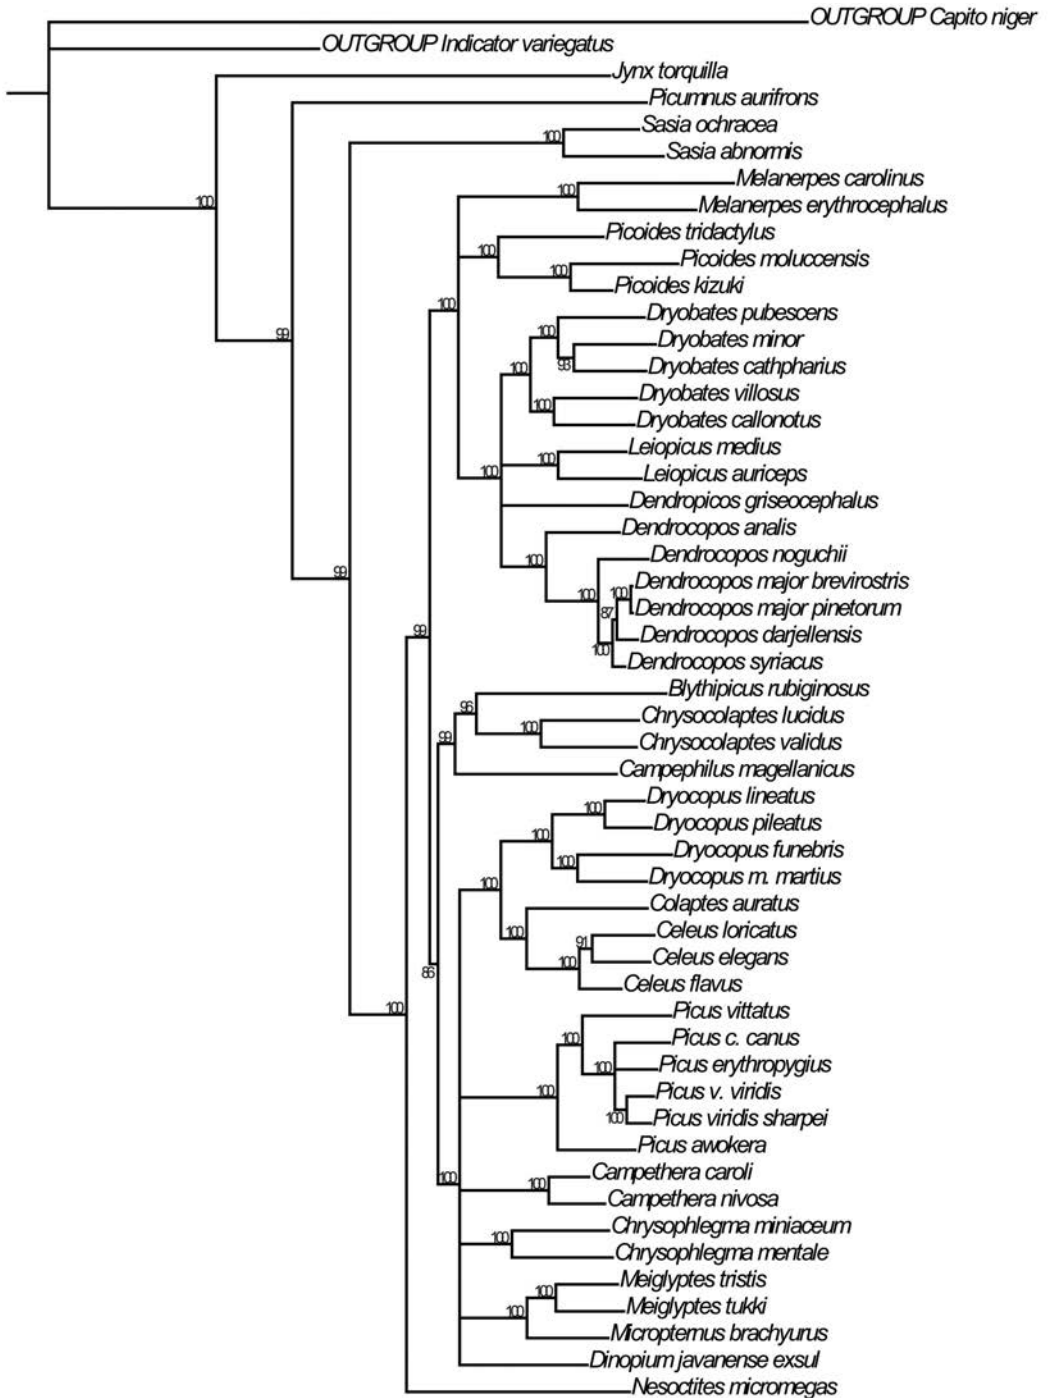 OUTGROUP Capito niger
OUTGROUP Indicator variegatus
Jynx torquilla
Picumnus aurifrons
Sasia ochracea
100
Sasia abnormis
Melanerpes carolinus
100
Melanerpes erythrocephalus
100
Picoides tridactylus
100
Picoides moluccensis
100
Picoides kizuki
100
Dryobates pubescens
100
99
Dryobates minor
93
Dryobates cathpharius
100
Dryobates villosus
100
Dryobates callonotus
Leiopicus medius
100
Leiopicus auriceps
100
Dendropicos griseocephalus
Dendrocopos analis
Dendrocopos noguchii
100
99
Dendrocopos major brevirostris
100
100
Dendrocopos major pinetorum
87
Dendrocopos darjellensis
99
100
Dendrocopos syriacus
Blythipicus rubiginosus
96
Chrysocolaptes lucidus
100
Chrysocolaptes validus
99
Campephilus magellanicus
Dryocopus lineatus
100
Dryocopus pileatus
100
Dryocopus funebris
100
Dryocopus m. martius
100
Colaptes auratus
Celeus loricatus
100
91
Celeus elegans
100
86
Celeus flavus
Picus vittatus
100
100
Picus c. canus
Picus erythropygius
100
Picus v. viridis
100
Picus viridis sharpei
100
Picus awokera
Campethera caroli
100
100
Campethera nivosa
Chrysophlegma miniaceum
100
Chrysophlegma mentale
Meiglyptes tristis
100
Meiglyptes tukki
100
Micropternus brachyurus
Dinopium javanense exsul
Nesoctites micromegas